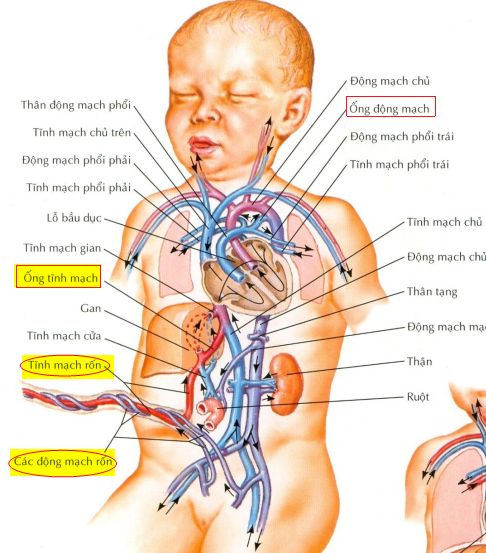 Thân động mạch phổi
Tĩnh mạch chủ trên
Động mạch phổi phải
Tĩnh mạch phổi phải
Lỗ bầu dục
Tĩnh mạch gian
Ống tĩnh mạch
Gan
Tĩnh mạch cửa
Tĩnh mạch rốn
Các động mạch rốn
Động mạch chủ
Ống động mạch
Động mạch phổi trái
Tĩnh mạch phổi trái
Tĩnh mạch chủ
Động mạch chủ
Thân tạng
Động mạch mạ
Thận
Ruột